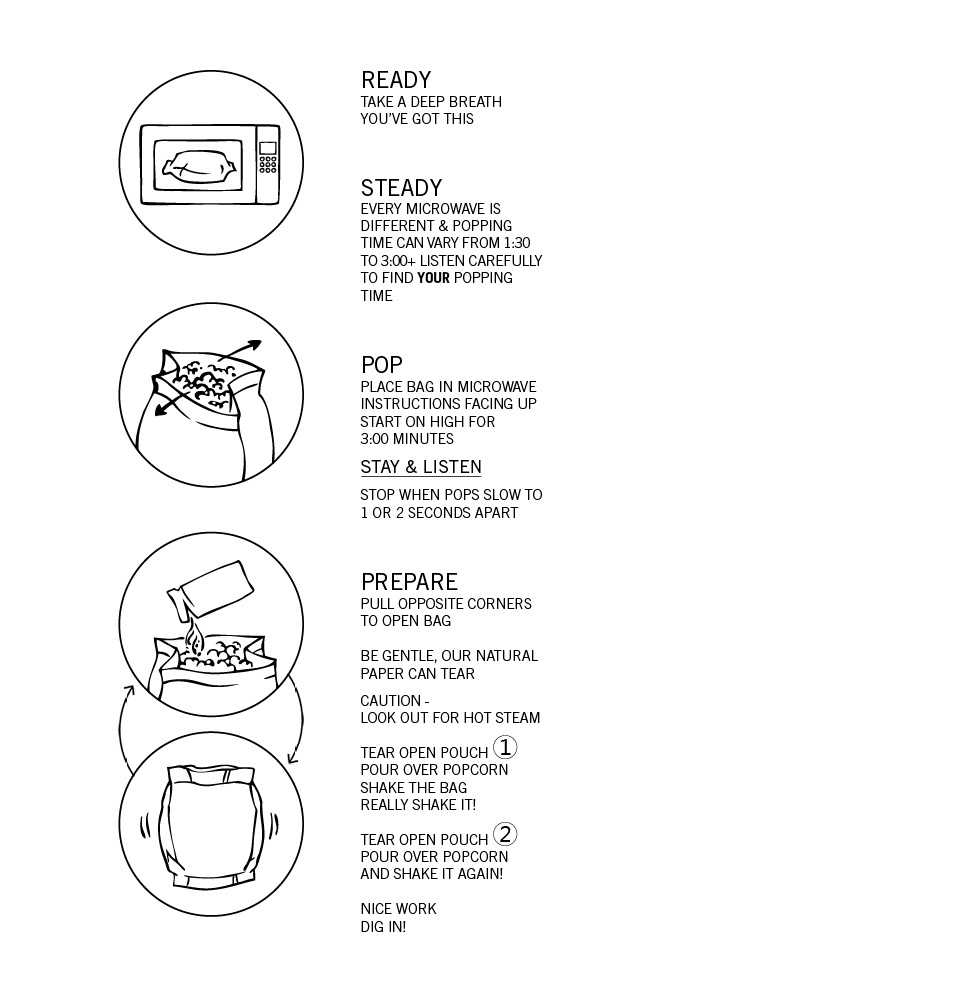 READY
TAKE A DEEP BREATH
YOU'VE GOT THIS
STEADY
EVERY MICROWAVE IS
DIFFERENT & POPPING
TIME CAN VARY FROM 1:30
TO 3:00+ LISTEN CAREFULLY
TO FIND YOUR POPPING
TIME
POP
PLACE BAG IN MICROWAVE
INSTRUCTIONS FACING UP
START ON HIGH FOR
3:00 MINUTES
STAY & LISTEN
STOP WHEN POPS SLOW TO
1 OR 2 SECONDS APART
PREPARE
PULL OPPOSITE CORNERS
TO OPEN BAG
BE GENTLE, OUR NATURAL
PAPER CAN TEAR
CAUTION -
LOOK OUT FOR HOT STEAM
TEAR OPEN POUCH 1
POUR OVER POPCORN
SHAKE THE BAG
REALLY SHAKE IT!
TEAR OPEN POUCH 2
POUR OVER POPCORN
AND SHAKE IT AGAIN!
NICE WORK
DIG IN!